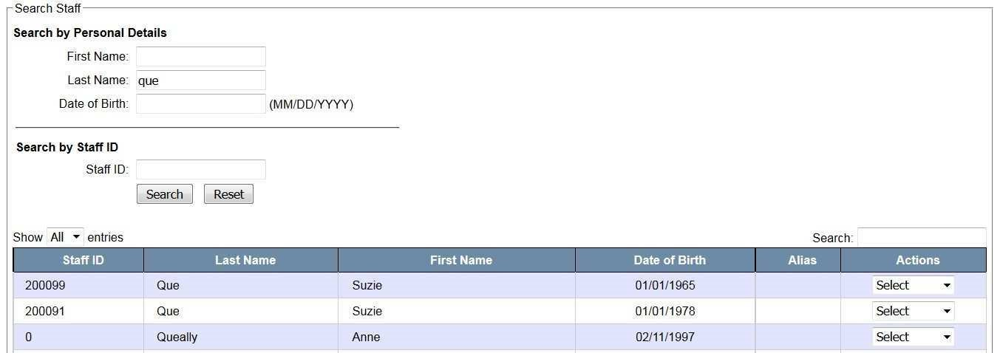 Search Staff
Search by Personal Details
First Name:
Last Name: que
Date of Birth: (MM/DD/YYYY)
Search by Staff ID
Staff ID:
Search Reset
Show All entries Search:
Staff ID Last Name First Name Date of Birth Alias Actions
200099 Que Suzie 01/01/1965 Select
200091 Que Suzie 01/01/1978 Select
0 Queally Anne 02/11/1997 Select